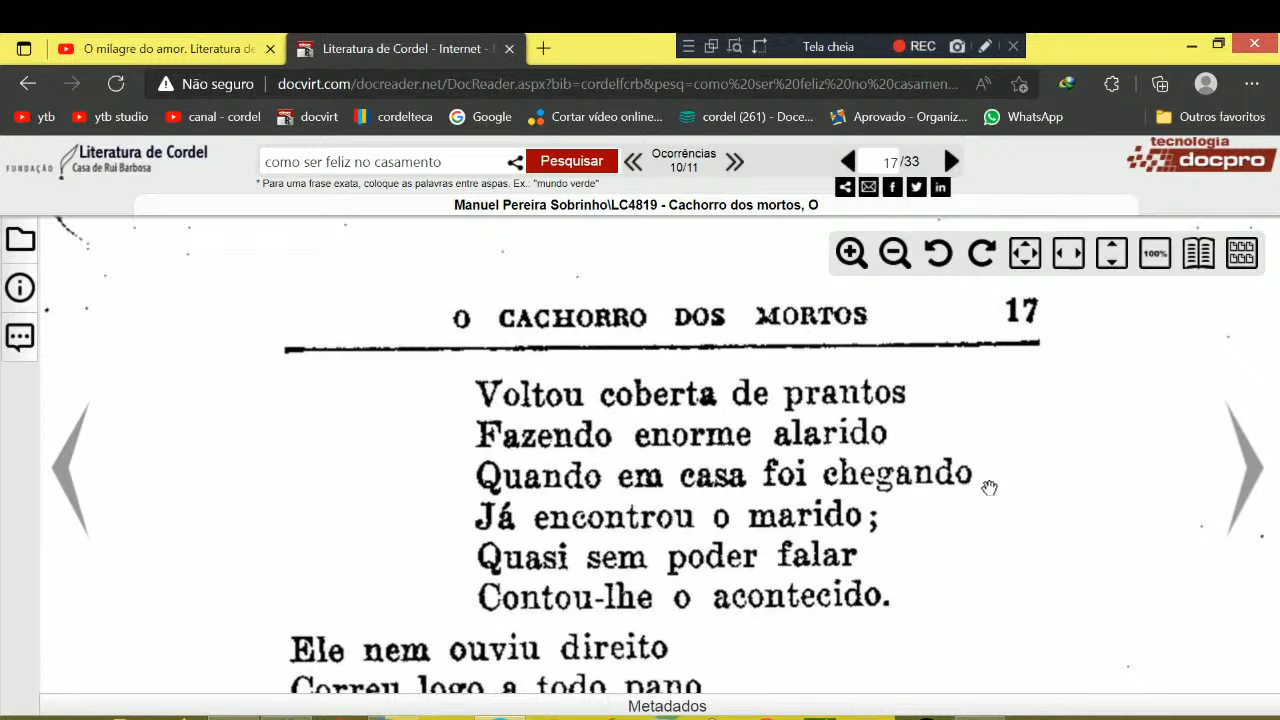 O milagre do amor. Literatura de
Literatura de Cordel - Internet -
Tela cheia
REC
Não seguro
docvirt.com/docreader.net/DocReader.aspx?bib=cordelfcrb&pesq=como%20ser%20feliz%20no%20casamen...
ytb
ytb studio
canal - cordel
docvirt
cordelteca
Google
Cortar vídeo online...
cordel (261) - Doce...
Aprovado - Organiz...
WhatsApp
Outros favoritos
FUNDAÇÃO
Literatura de Cordel
Casa de Rui Barbosa
como ser feliz no casamento
Pesquisar
Ocorrências
10/11
17 /33
tecnologia
docpro
* Para uma frase exata, coloque as palavras entre aspas. Ex.: "mundo verde"
Manuel Pereira Sobrinho\LC4819 - Cachorro dos mortos, O
100%
O CACHORRO DOS MORTOS 17
Voltou coberta de prantos
Fazendo enorme alarido
Quando em casa foi chegando
Já encontrou o marido;
Quasi sem poder falar
Contou-lhe o acontecido.
Ele nem ouviu direito
Correu logo a todo pano
Metadados